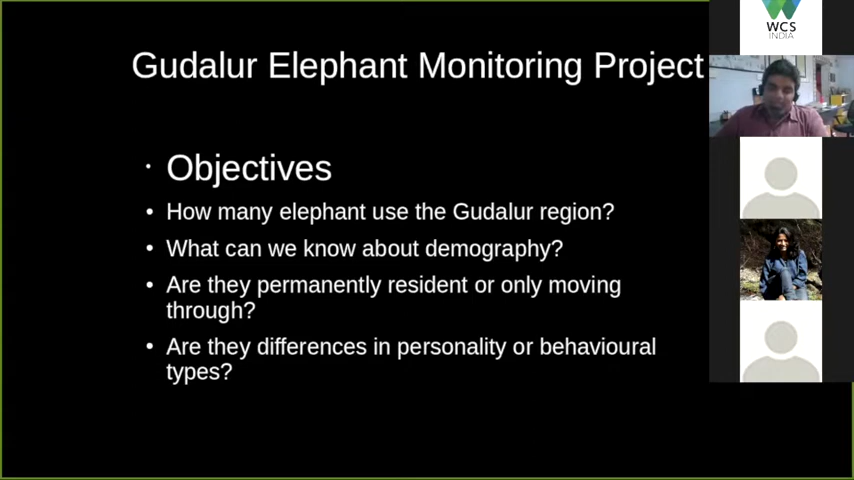 Gudalur Elephant Monitoring Project
• Objectives
• How many elephant use the Gudalur region?
• What can we know about demography?
• Are they permanently resident or only moving
through?
• Are they differences in personality or behavioural
types?
WCS
INDIA